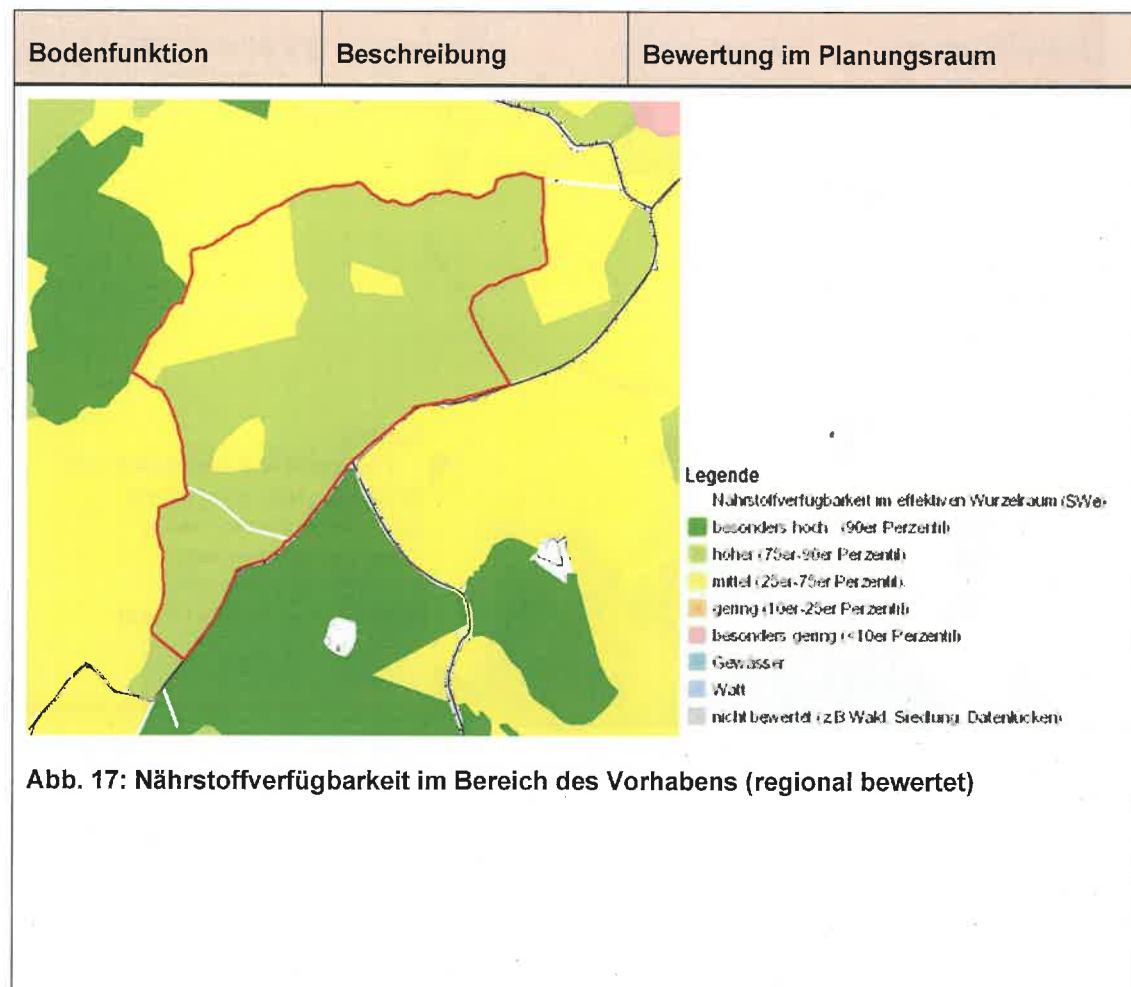 Bodenfunktion
Beschreibung
Bewertung im Planungsraum
Legende
Nährstoffverfügbarkeit im effektiven Wurzelraum (SWe)
besonders hoch (90er Perzentil)
höher (75er-90er Perzentil)
mittel (25er-75er Perzentil)
gering (10er-25er Perzentil)
besonders gering (<10er Perzentil)
Gewässer
Watt
nicht bewertet (z.B Wald, Siedlung, Datenlücken)
Abb. 17: Nährstoffverfügbarkeit im Bereich des Vorhabens (regional bewertet)